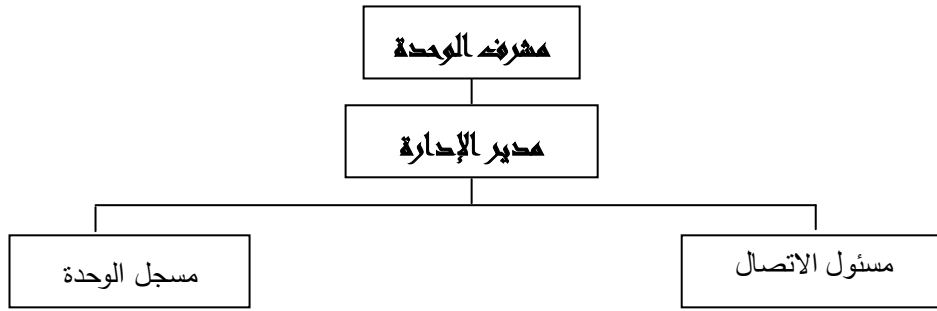 مشرف الوحدة
مدير الإدارة
مسئول الاتصال
مسجل الوحدة